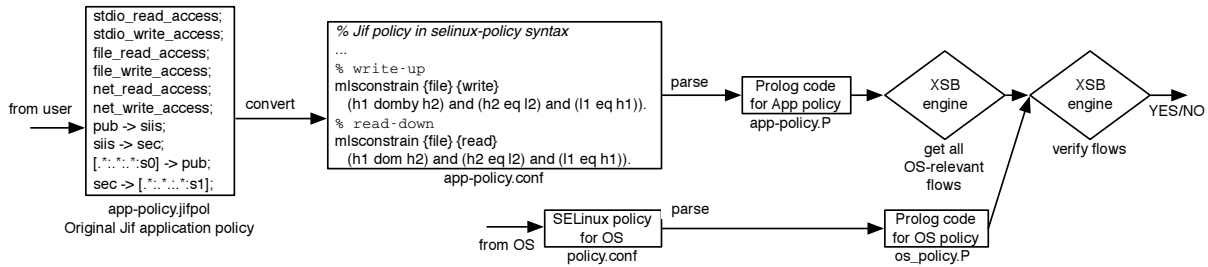 from user
stdio_read_access;
stdio_write_access;
file_read_access;
file_write_access;
net_read_access;
net_write_access;
pub -> siis;
siis -> sec;
[.*:.*:.*:s0] -> pub;
sec -> [.*:.*.:.*:s1];
app-policy.jifpol
Original Jif application policy
convert
% Jif policy in selinux-policy syntax
...
% write-up
mlsconstrain {file} {write}
(h1 domby h2) and (h2 eq l2) and (l1 eq h1)).
% read-down
mlsconstrain {file} {read}
(h1 dom h2) and (h2 eq l2) and (l1 eq h1)).
app-policy.conf
parse
Prolog code
for App policy
app-policy.P
XSB
engine
get all
OS-relevant
flows
XSB
engine
verify flows
YES/NO
from OS
SELinux policy
for OS
policy.conf
parse
Prolog code
for OS policy
os_policy.P